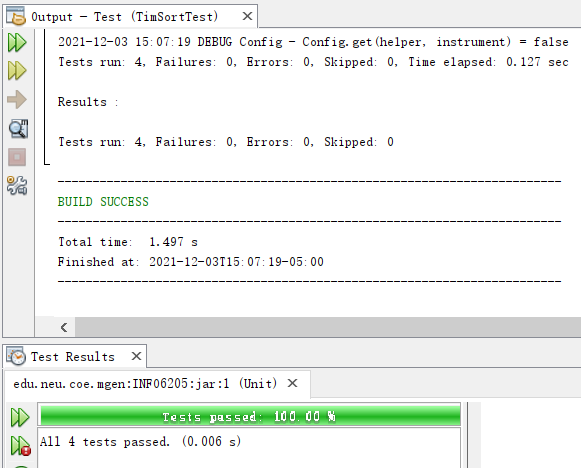 Output - Test (TimSortTest)
2021-12-03 15:07:19 DEBUG Config - Config.get(helper, instrument) = false
Tests run: 4, Failures: 0, Errors: 0, Skipped: 0, Time elapsed: 0.127 sec
Results :
Tests run: 4, Failures: 0, Errors: 0, Skipped: 0
------------------------------------------------------------------------
BUILD SUCCESS
------------------------------------------------------------------------
Total time:  1.497 s
Finished at: 2021-12-03T15:07:19-05:00
------------------------------------------------------------------------
Test Results
edu.neu.coe.mgen:INFO6205:jar:1 (Unit)
Tests passed: 100.00 %
All 4 tests passed. (0.006 s)